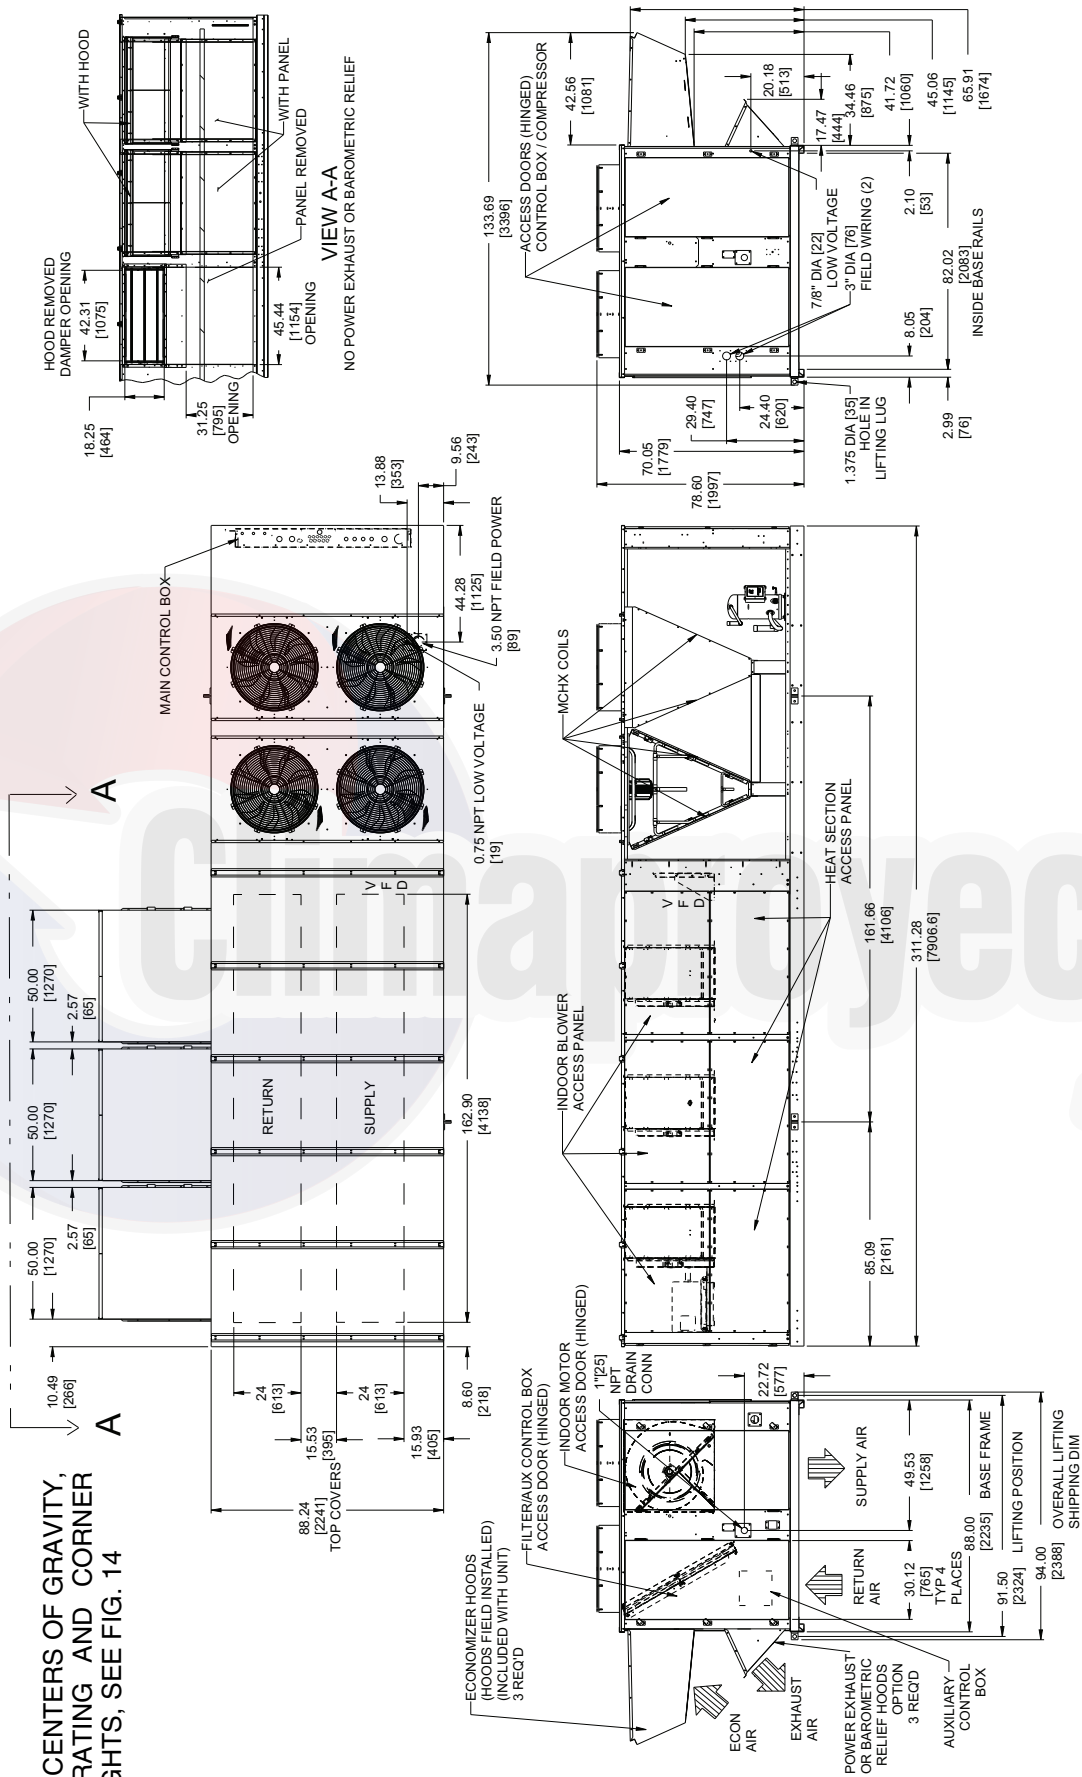 CENTERS OF GRAVITY,
RATING AND CORNER
GHTS, SEE FIG. 14
A
A
10.49
[266]
50.00
[1270]
2.57
[65]
50.00
[1270]
2.57
[65]
50.00
[1270]
RETURN
SUPPLY
V
F
D
162.90
[4138]
24
[613]
15.53
[395]
24
[613]
15.93
[405]
8.60
[218]
88.24
[2241]
TOP COVERS
MAIN CONTROL BOX
13.88
[353]
9.56
[243]
44.28
[1125]
3.50 NPT FIELD POWER
[89]
0.75 NPT LOW VOLTAGE
[19]
HOOD REMOVED
DAMPER OPENING
42.31
[1075]
18.25
[464]
31.25
[795]
OPENING
45.44
[1154]
OPENING
WITH HOOD
WITH PANEL
PANEL REMOVED
VIEW A-A
NO POWER EXHAUST OR BAROMETRIC RELIEF
ECONOMIZER HOODS
(HOODS FIELD INSTALLED)
(INCLUDED WITH UNIT)
3 REQ'D
FILTER/AUX CONTROL BOX
ACCESS DOOR (HINGED)
INDOOR MOTOR
ACCESS DOOR (HINGED)
1"[25]
NPT
DRAIN
CONN
22.72
[577]
ECON
AIR
EXHAUST
AIR
POWER EXHAUST
OR BAROMETRIC
RELIEF HOODS
OPTION
3 REQ'D
AUXILIARY
CONTROL
BOX
RETURN
AIR
SUPPLY AIR
30.12
[765]
TYP 4
PLACES
49.53
[1258]
88.00
[2235]
BASE FRAME
91.50
[2324]
LIFTING POSITION
94.00
[2388]
OVERALL LIFTING
SHIPPING DIM
INDOOR BLOWER
ACCESS PANEL
V
F
D
MCHX COILS
HEAT SECTION
ACCESS PANEL
85.09
[2161]
161.66
[4106]
311.28
[7906.6]
133.69
[3396]
42.56
[1081]
ACCESS DOORS (HINGED)
CONTROL BOX / COMPRESSOR
78.60
[1997]
70.05
[1779]
29.40
[747]
24.40
[620]
1.375 DIA [35]
HOLE IN
LIFTING LUG
7/8" DIA [22]
LOW VOLTAGE
3" DIA [76]
FIELD WIRING (2)
2.99
[76]
8.05
[204]
82.02
[2083]
INSIDE BASE RAILS
2.10
[53]
17.47
[444]
20.18
[513]
34.46
[875]
41.72
[1060]
45.06
[1145]
65.91
[1674]
Climaproyec